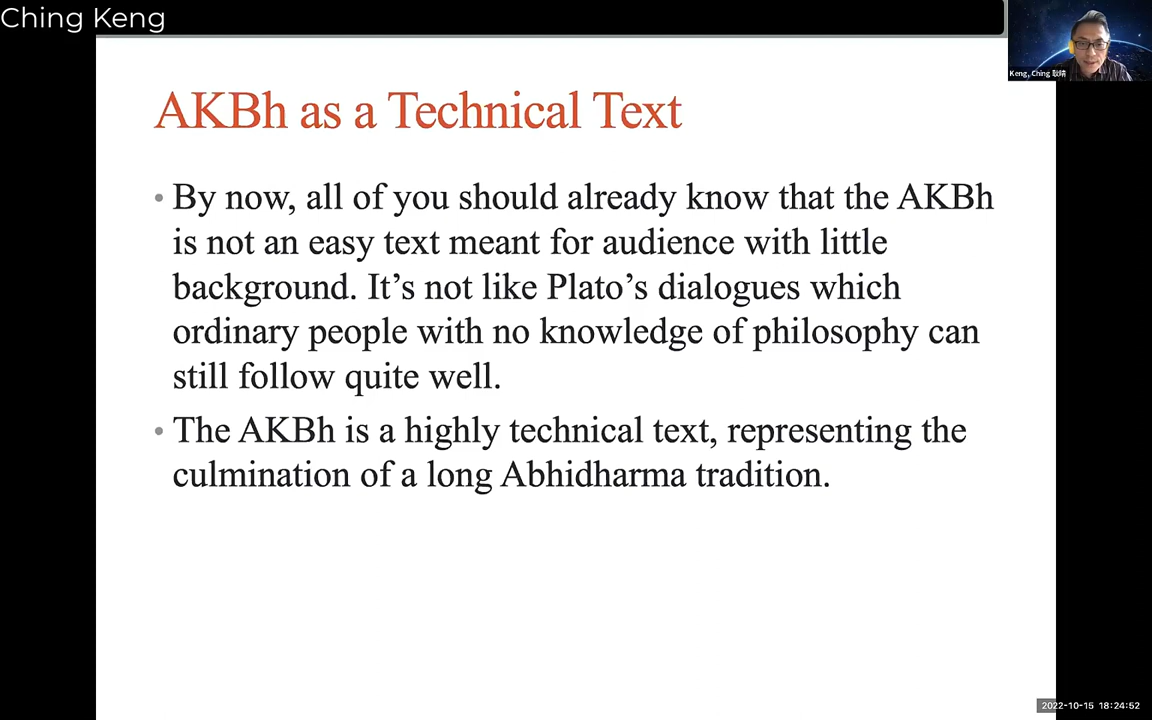 Ching Keng
Keng, Ching 耿晴
AKBh as a Technical Text
• By now, all of you should already know that the AKBh
is not an easy text meant for audience with little
background. It’s not like Plato’s dialogues which
ordinary people with no knowledge of philosophy can
still follow quite well.
• The AKBh is a highly technical text, representing the
culmination of a long Abhidharma tradition.
2022-10-15 18:24:52